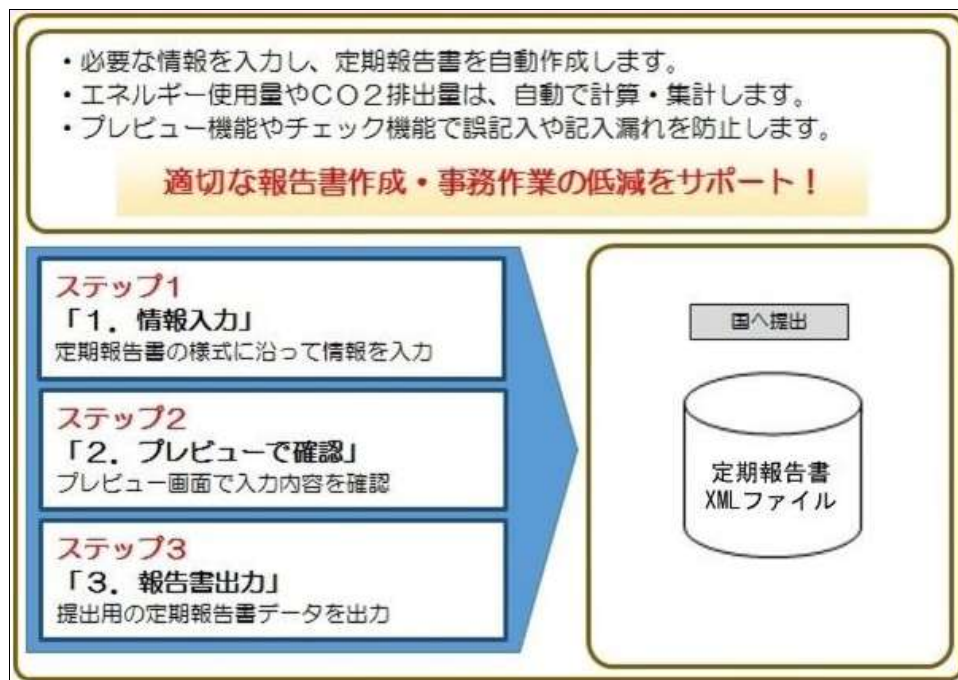 ・必要な情報を入力し、定期報告書を自動作成します。
・エネルギー使用量やＣＯ２排出量は、自動で計算・集計します。
・プレビュー機能やチェック機能で誤記入や記入漏れを防止します。
適切な報告書作成・事務作業の低減をサポート！
ステップ1
「１．情報入力」
定期報告書の様式に沿って情報を入力
ステップ2
「２．プレビューで確認」
プレビュー画面で入力内容を確認
ステップ3
「３．報告書出力」
提出用の定期報告書データを出力
国へ提出
定期報告書
XMLファイル